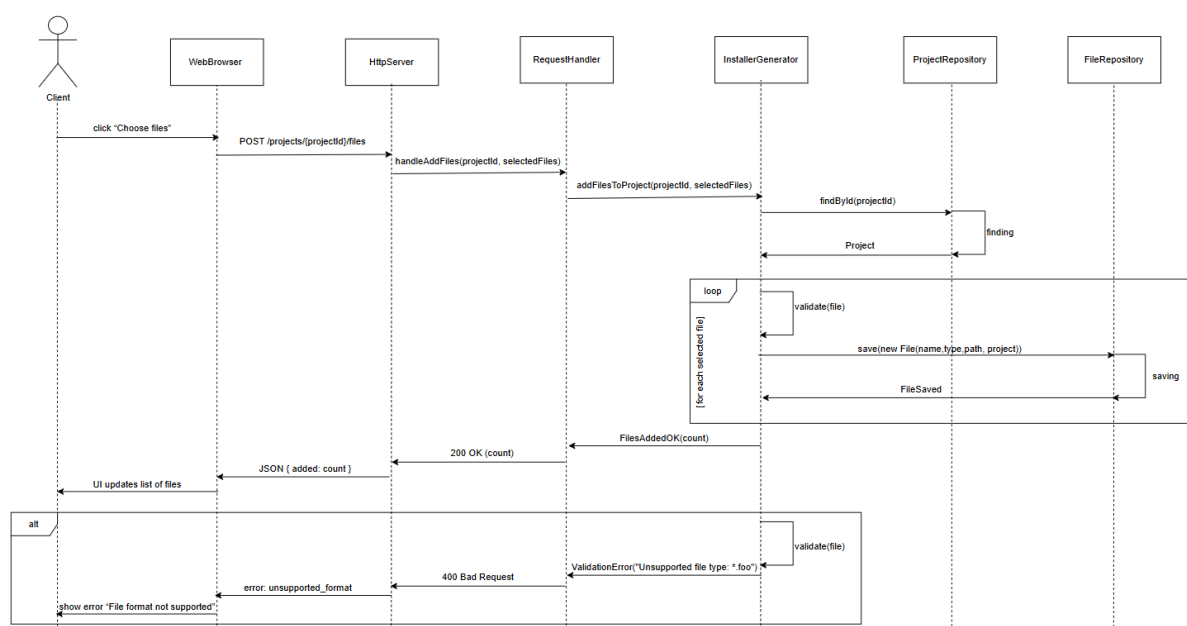 Client
WebBrowser
HttpServer
RequestHandler
InstallerGenerator
ProjectRepository
FileRepository
click “Choose files”
POST /projects/{projectId}/files
handleAddFiles(projectId, selectedFiles)
addFilesToProject(projectId, selectedFiles)
findById(projectId)
finding
Project
loop
[for each selected file]
validate(file)
save(new File(name,type,path, project))
saving
FileSaved
FilesAddedOK(count)
200 OK (count)
JSON { added: count }
UI updates list of files
alt
validate(file)
ValidationError("Unsupported file type: *.foo")
400 Bad Request
error: unsupported_format
show error “File format not supported”